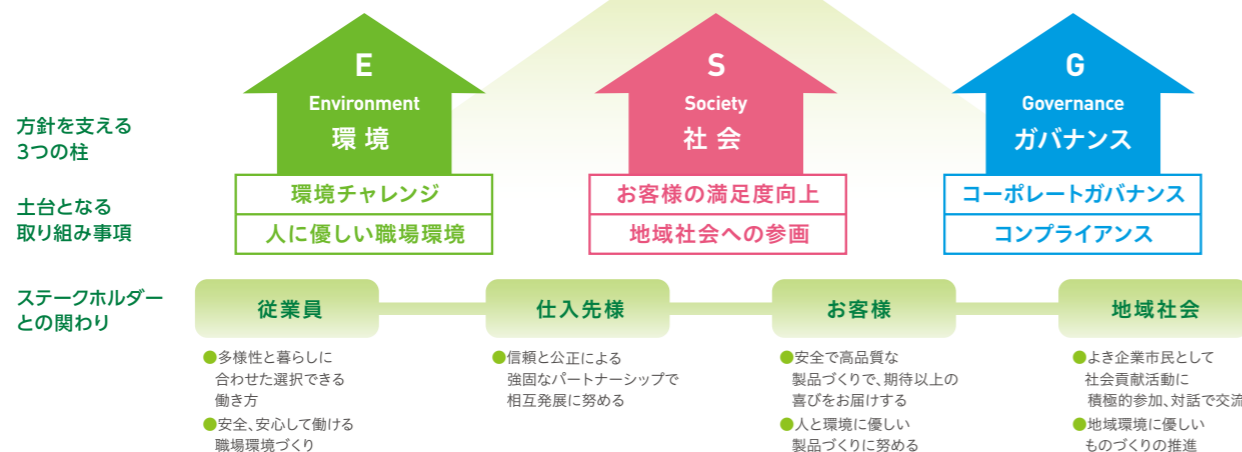 方針を支える
3つの柱
E
Environment
環 境
S
Society
社 会
G
Governance
ガバナンス
土台となる
取り組み事項
環境チャレンジ
人に優しい職場環境
お客様の満足度向上
地域社会への参画
コーポレートガバナンス
コンプライアンス
ステークホルダー
との関わり
従業員
●多様性と暮らしに
合わせた選択できる
働き方
●安全、安心して働ける
職場環境づくり
仕入先様
●信頼と公正による
強固なパートナーシップで
相互発展に努める
お客様
●安全で高品質な
製品づくりで、期待以上の
喜びをお届けする
●人と環境に優しい
製品づくりに努める
地域社会
●よき企業市民として
社会貢献活動に
積極的参加、対話で交流
●地域環境に優しい
ものづくりの推進